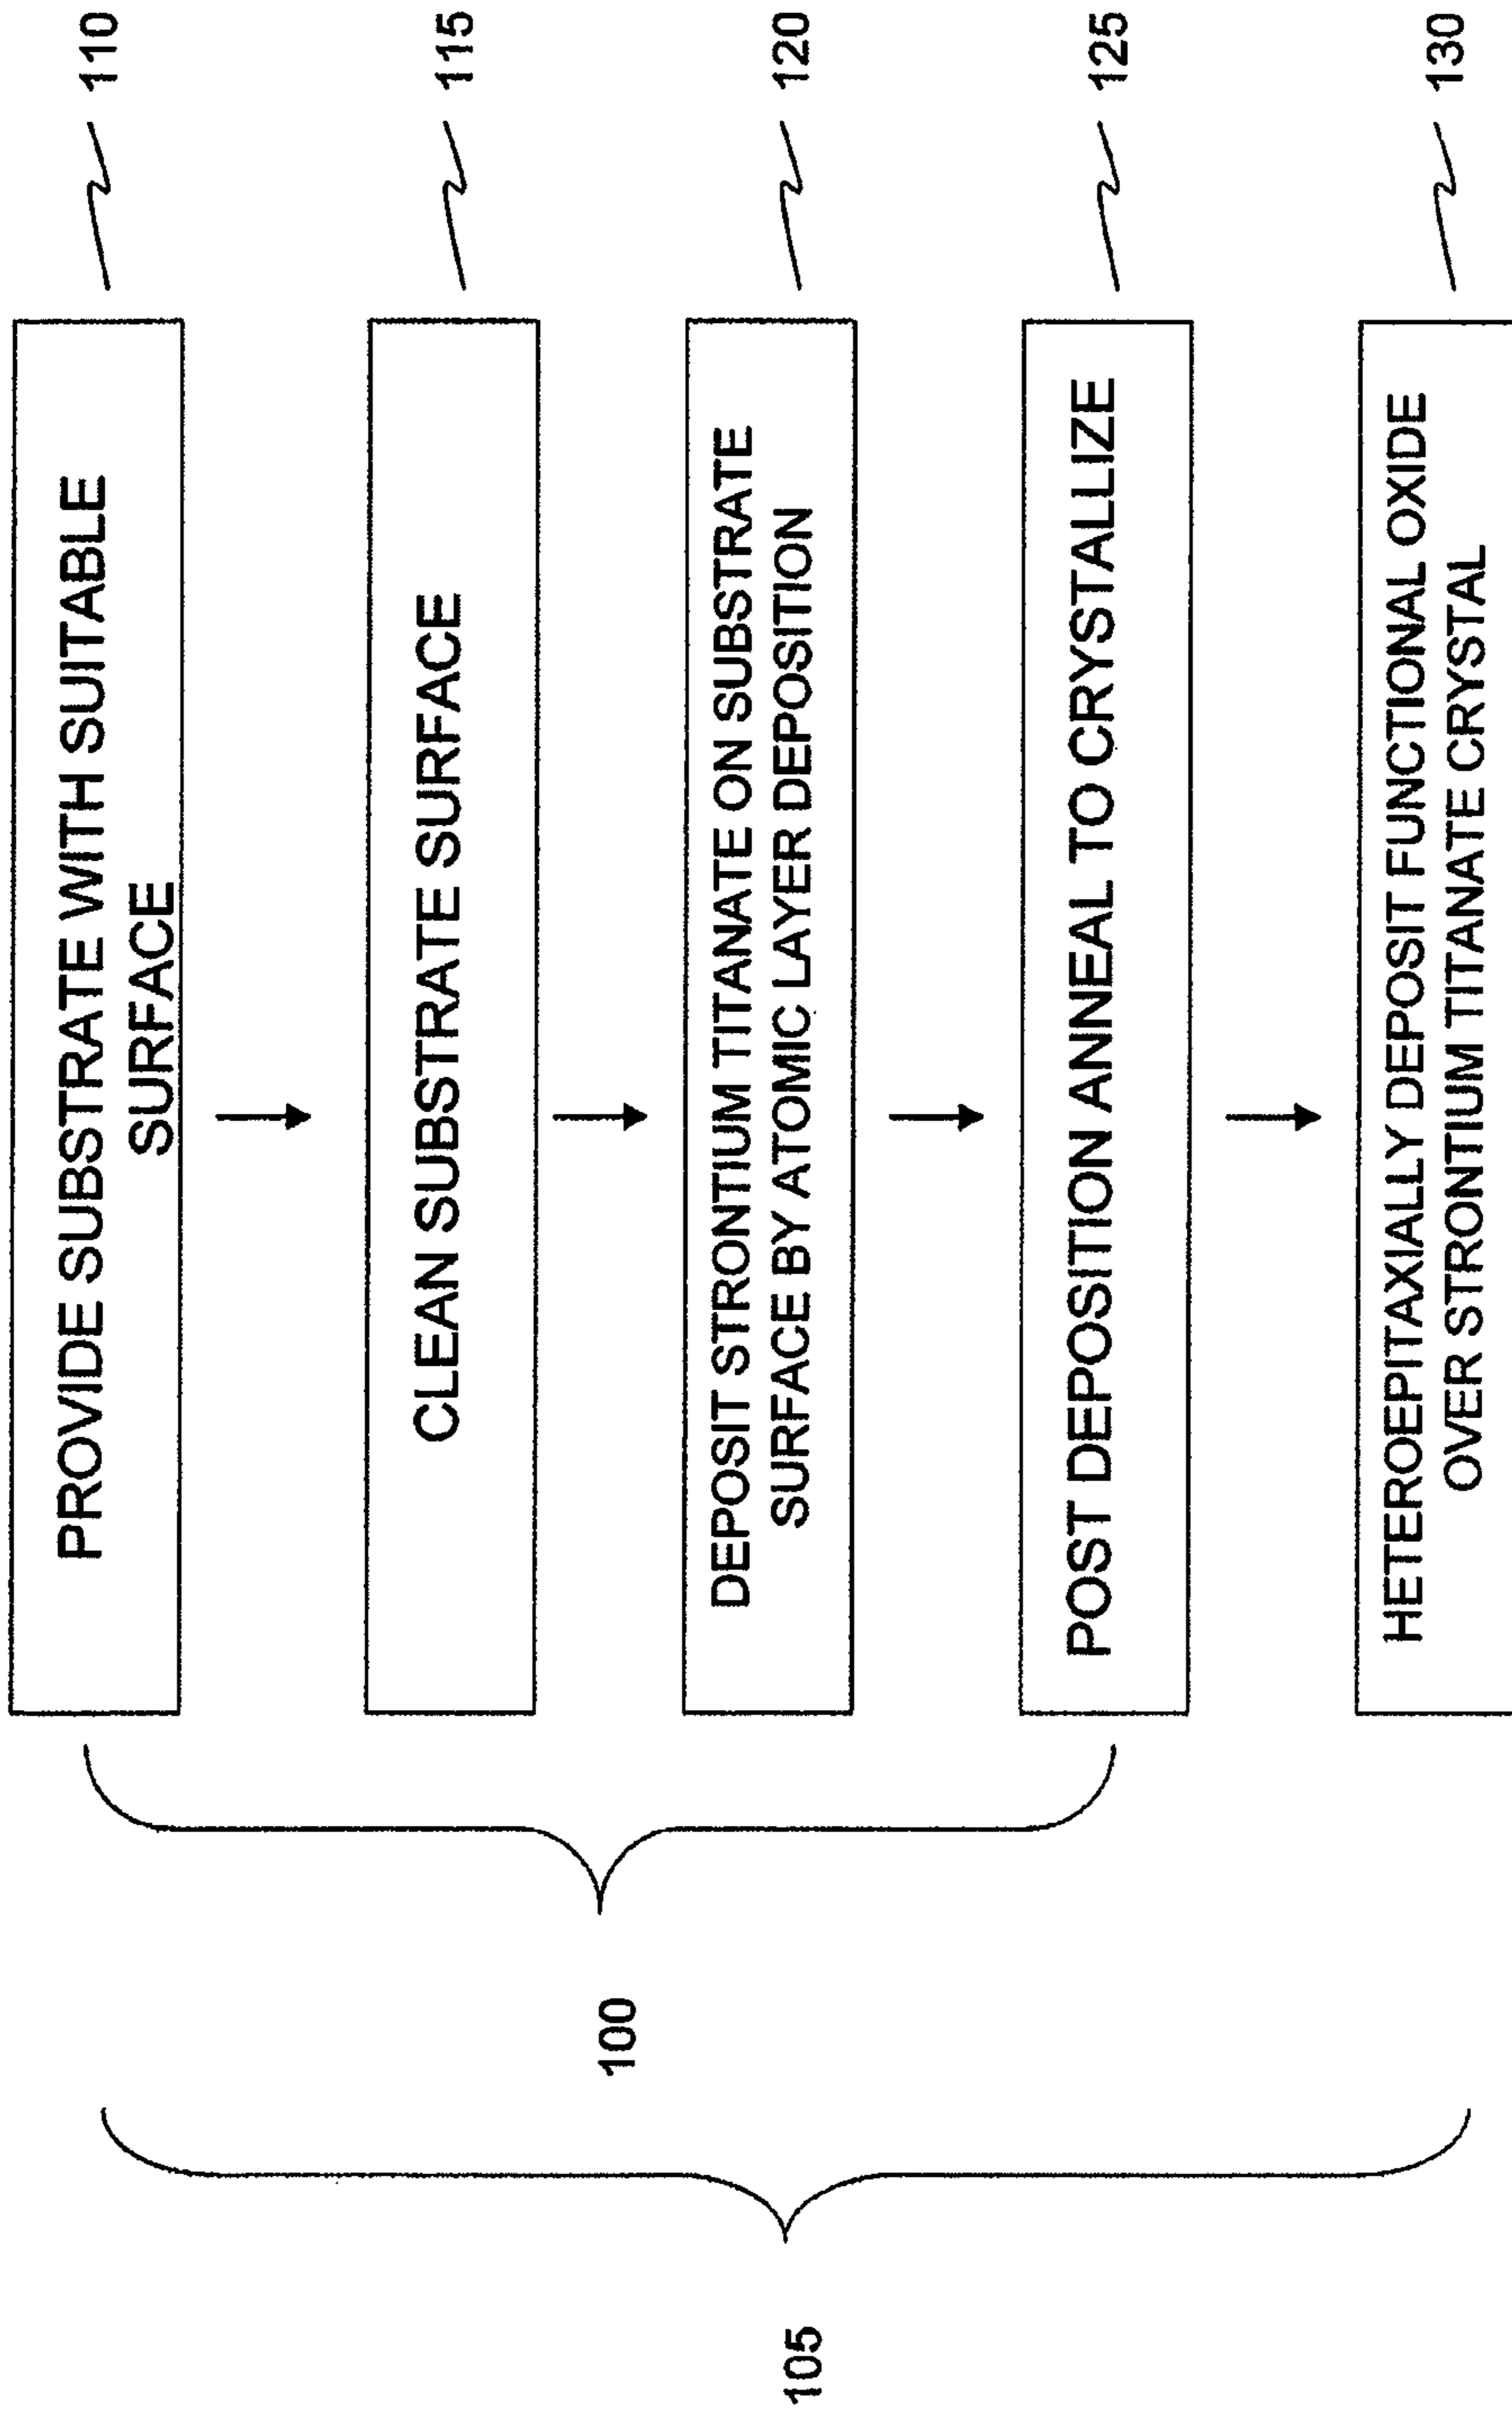 PROVIDE SUBSTRATE WITH SUITABLE
SURFACE
110
CLEAN SUBSTRATE SURFACE
115
DEPOSIT STRONTIUM TITANATE ON SUBSTRATE
SURFACE BY ATOMIC LAYER DEPOSITION
120
POST DEPOSITION ANNEAL TO CRYSTALLIZE
125
HETEROEPITAXIALLY DEPOSIT FUNCTIONAL OXIDE
OVER STRONTIUM TITANATE CRYSTAL
130
100
105